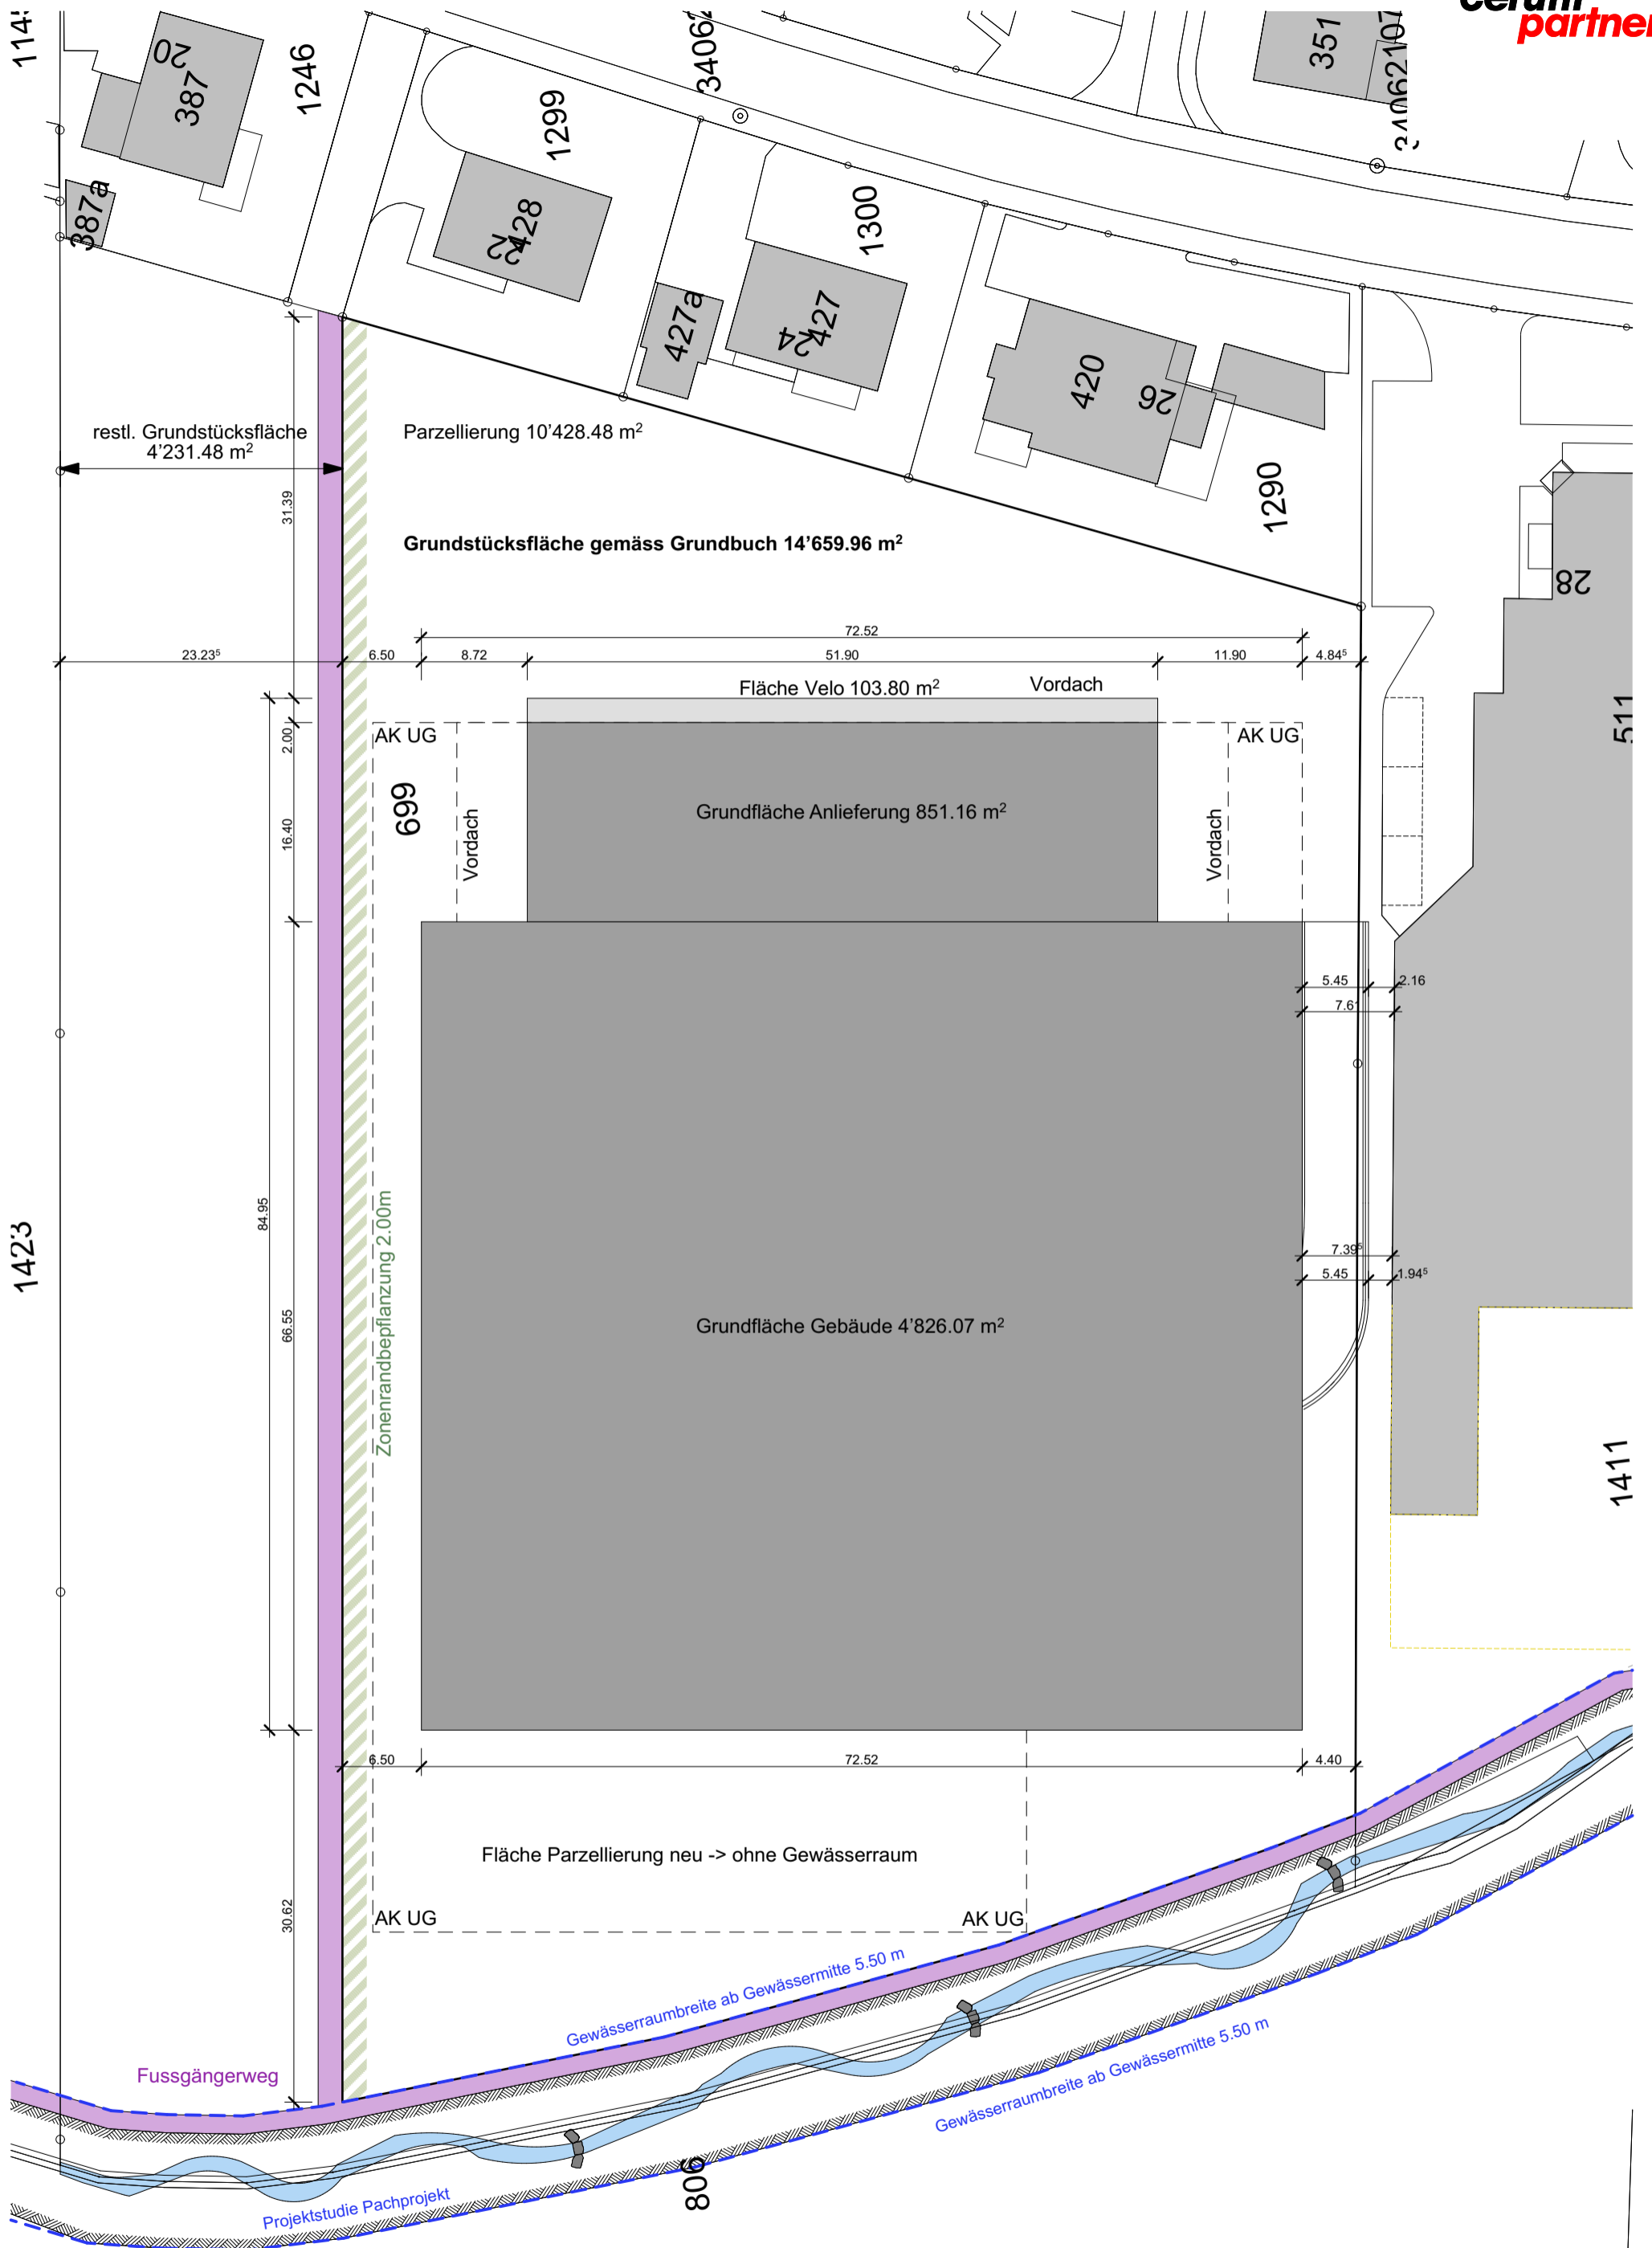 partner
114
20
387
1246
34062
351
34062107
1299
387a
428
22
1300
427a
427
24
420
26
1290
restl. Grundstücksfläche
4'231.48 m²
Parzellierung 10'428.48 m²
31.39
Grundstücksfläche gemäss Grundbuch 14'659.96 m²
28
72.52
23.23⁵
6.50
8.72
51.90
11.90
4.84⁵
Fläche Velo 103.80 m²
Vordach
2.00
AK UG
AK UG
511
699
Vordach
Grundfläche Anlieferung 851.16 m²
Vordach
16.40
5.45
2.16
7.61
84.95
Zonenrandbepflanzung 2.00m
1423
7.39⁵
5.45
1.94⁵
66.55
Grundfläche Gebäude 4'826.07 m²
1411
6.50
72.52
4.40
Fläche Parzellierung neu -> ohne Gewässerraum
30.62
AK UG
AK UG
Gewässerraumbreite ab Gewässermitte 5.50 m
Fussgängerweg
Gewässerraumbreite ab Gewässermitte 5.50 m
806
Projektstudie Pachprojekt